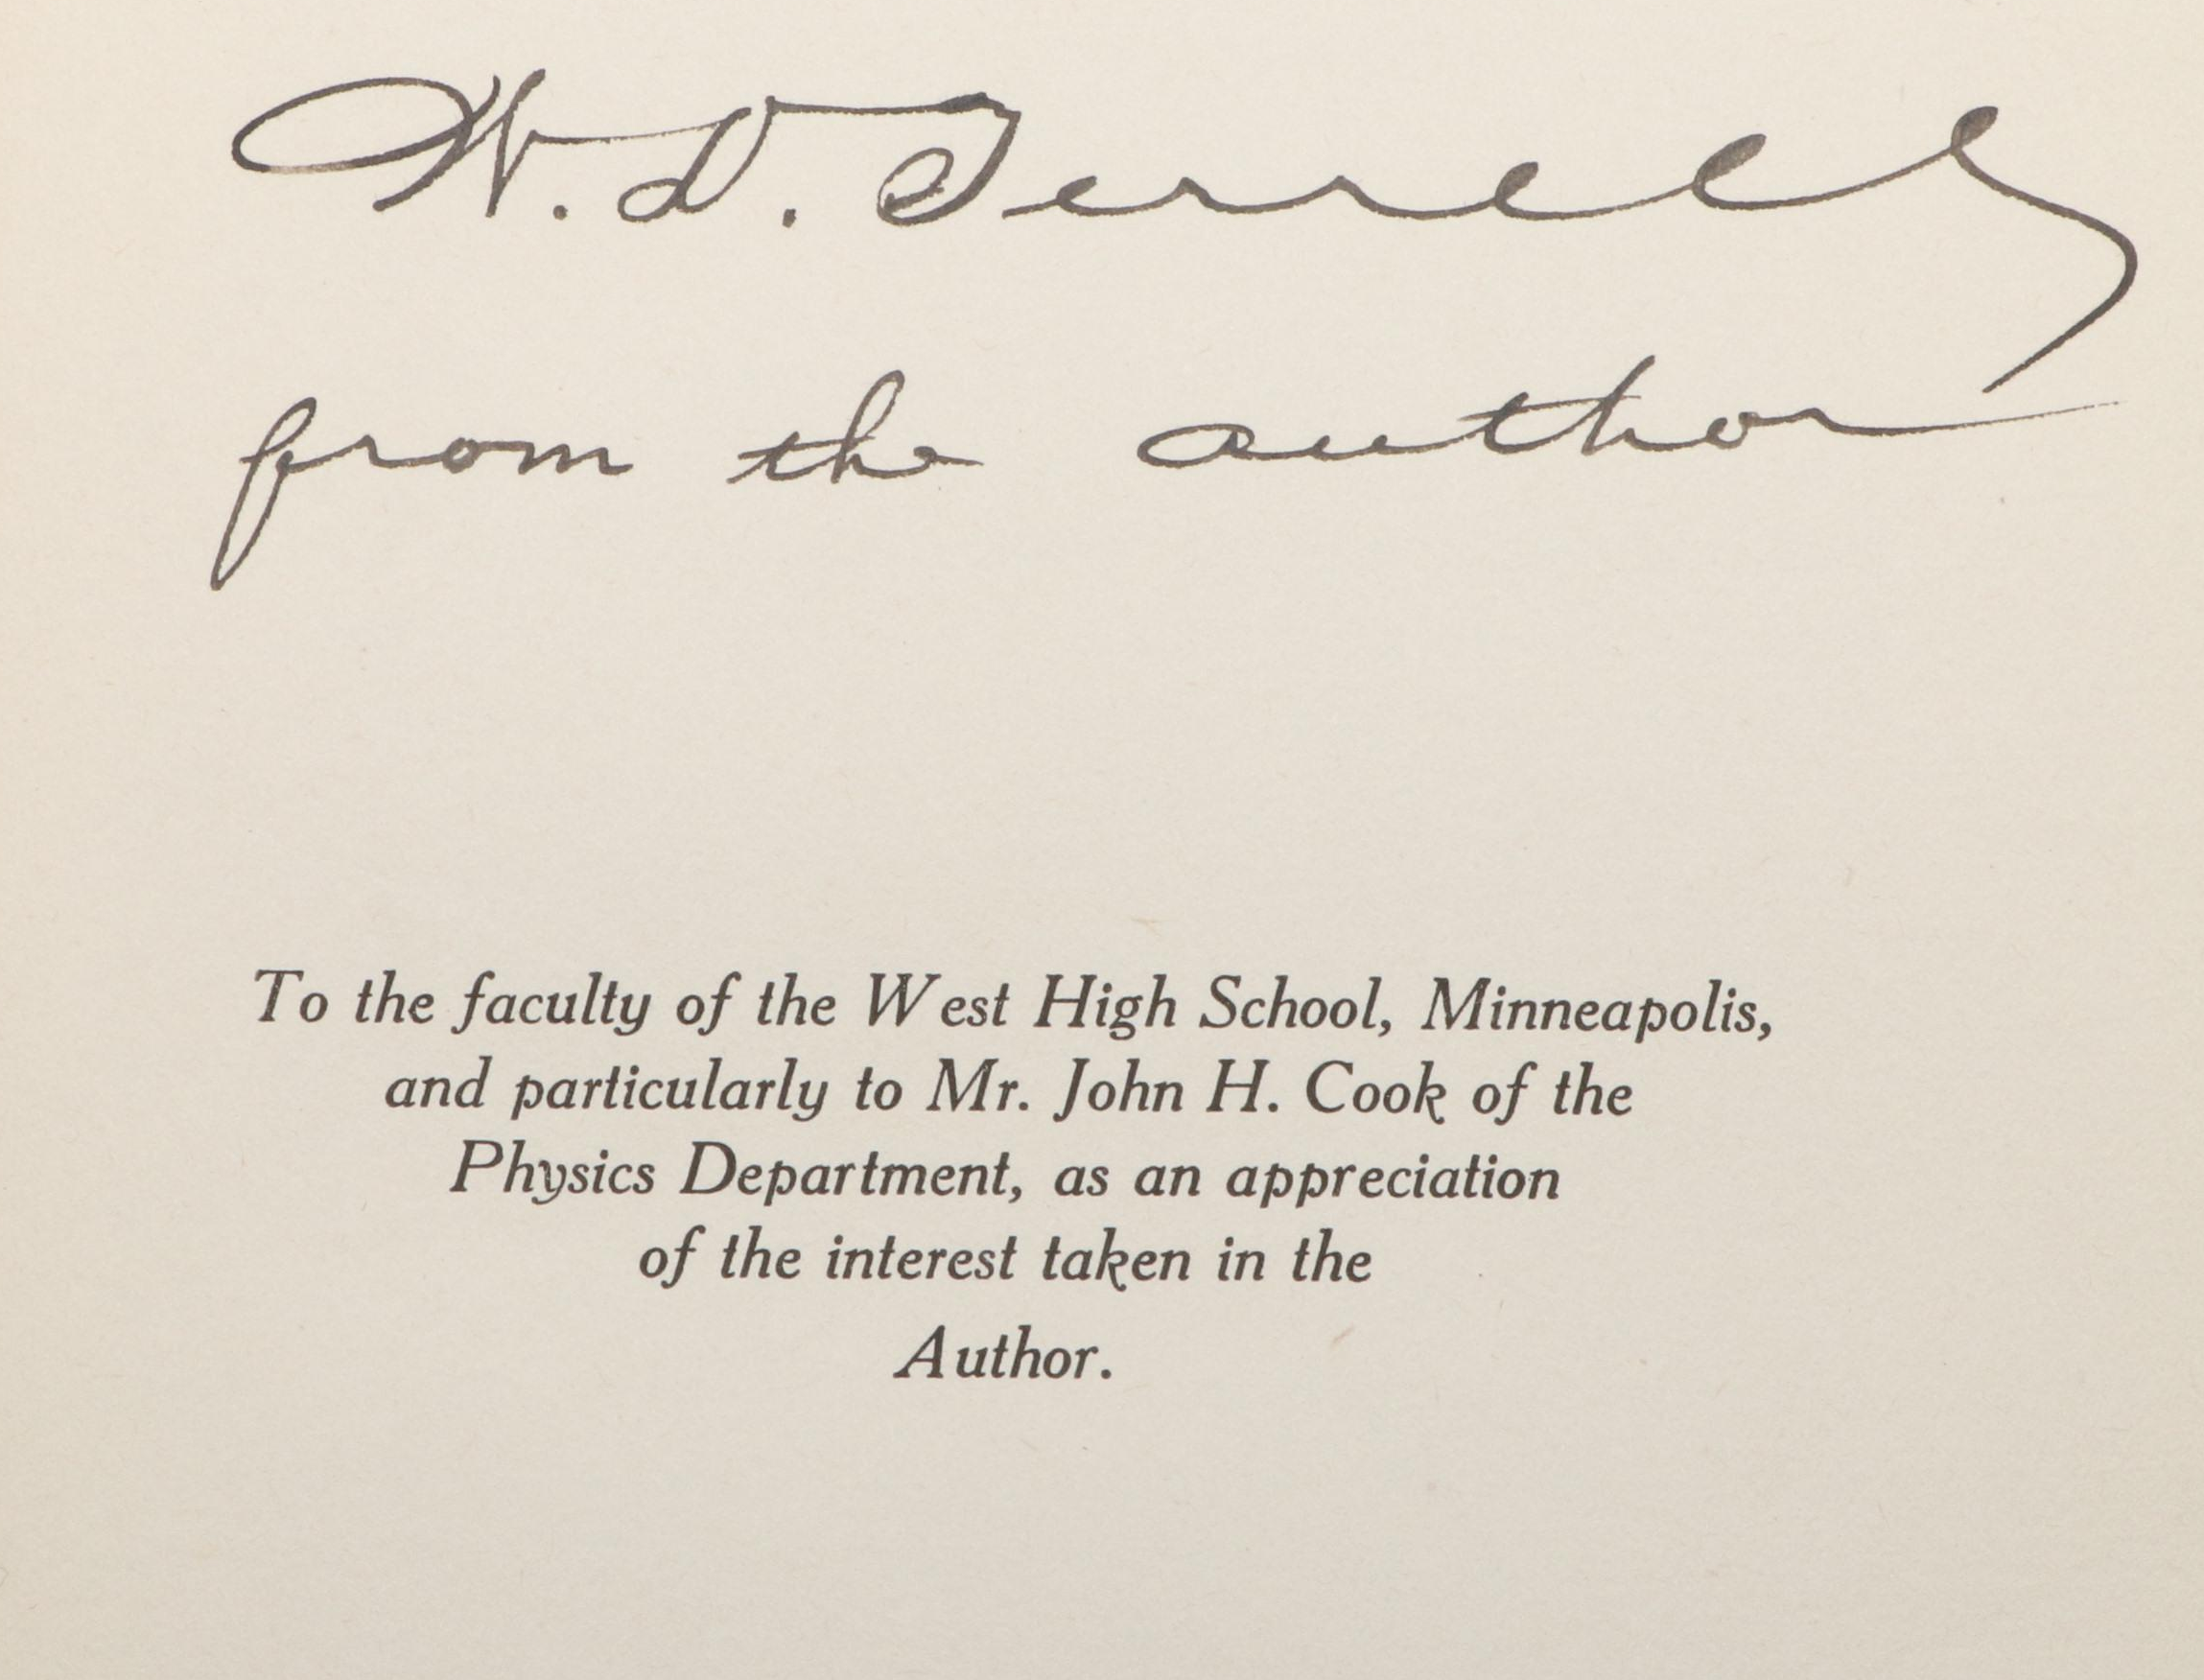 W. D. Terrell
from the author
To the faculty of the West High School, Minneapolis,
and particularly to Mr. John H. Cook of the
Physics Department, as an appreciation
of the interest taken in the
Author.